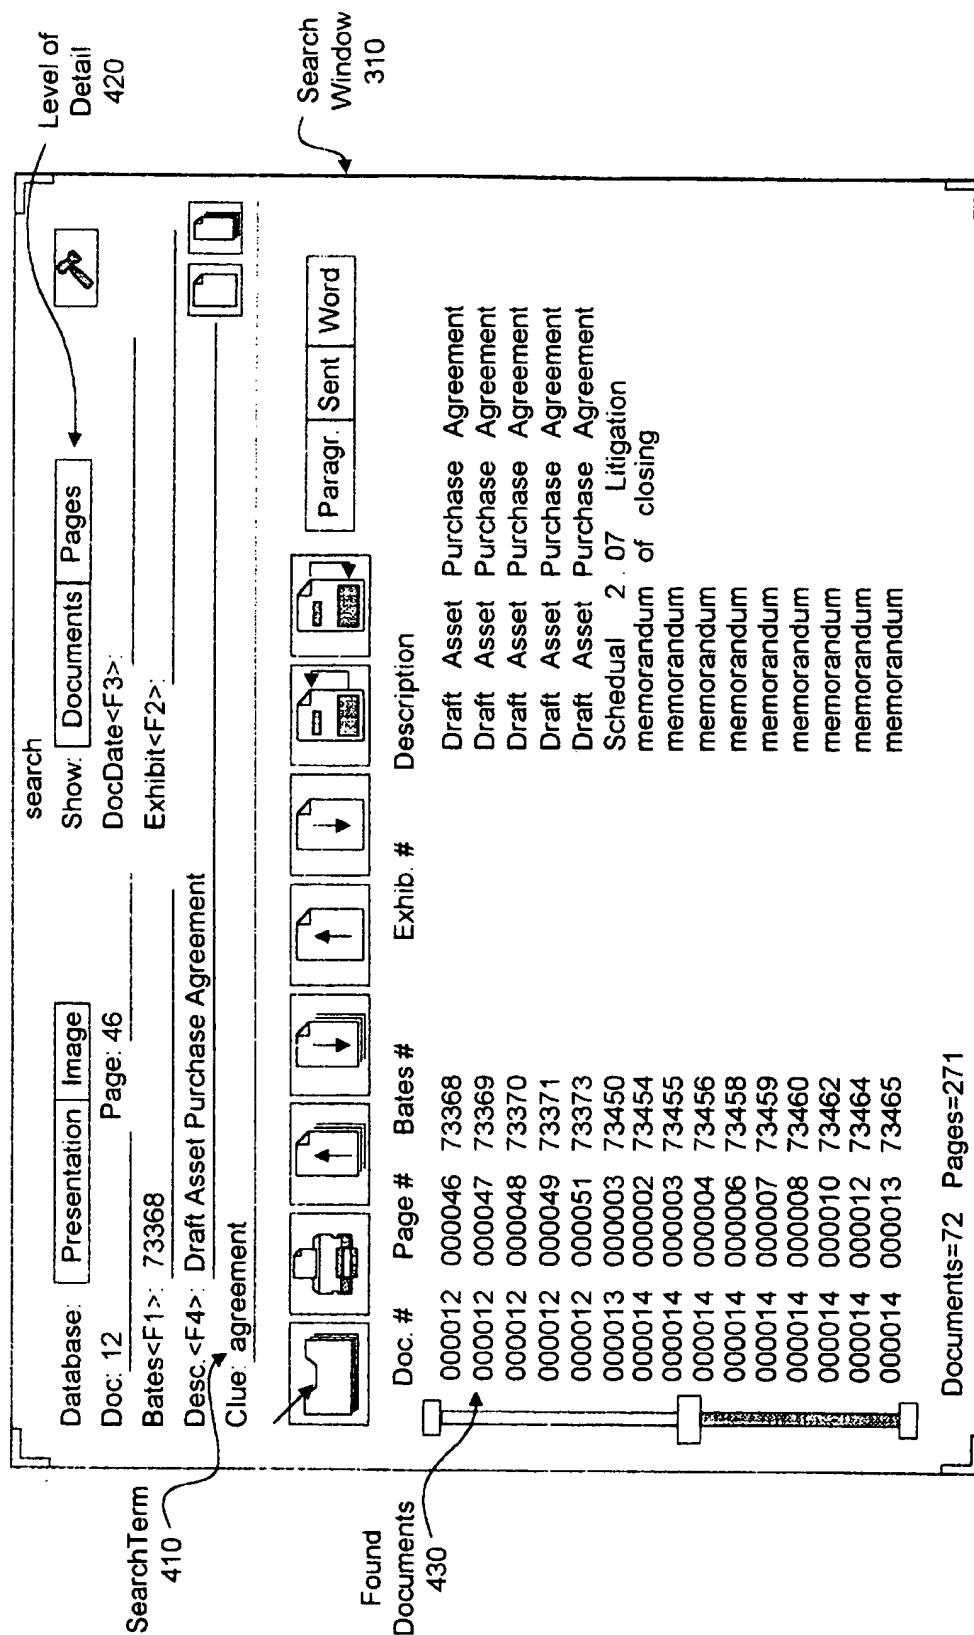 search
Level of
Detail
420
Database: Presentation Image
Show: Documents Pages
Doc: 12 Page: 46
DocDate<F3>:
Bates<F1>: 73368
Exhibit<F2>:
Desc.<F4>: Draft Asset Purchase Agreement
Clue: agreement
SearchTerm
410
Search
Window
310
Paragr. Sent Word
Doc. # Page # Bates # Exhib. # Description
000012 000046 73368 Draft Asset Purchase Agreement
000012 000047 73369 Draft Asset Purchase Agreement
000012 000048 73370 Draft Asset Purchase Agreement
000012 000049 73371 Draft Asset Purchase Agreement
000012 000051 73373 Draft Asset Purchase Agreement
000013 000003 73450 Schedual 2.07 Litigation
000014 000002 73454 memorandum of closing
000014 000003 73455 memorandum
000014 000004 73456 memorandum
000014 000006 73458 memorandum
000014 000007 73459 memorandum
000014 000008 73460 memorandum
000014 000010 73462 memorandum
000014 000012 73464 memorandum
000014 000013 73465 memorandum
Found
Documents
430
Documents=72 Pages=271